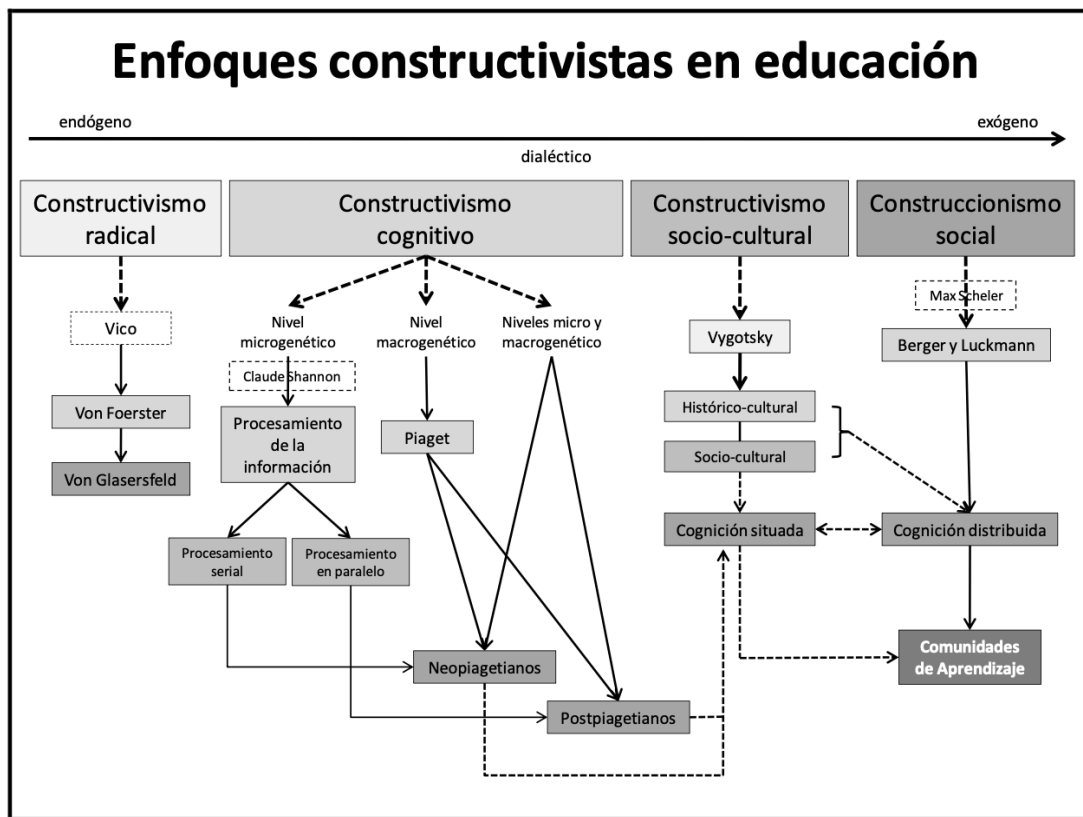 Enfoques constructivistas en educación
endógeno
exógeno
dialéctico
Constructivismo
radical
Constructivismo
cognitivo
Constructivismo
socio-cultural
Construccionismo
social
Vico
Von Foerster
Von Glasersfeld
Nivel
microgenético
Nivel
macrogenético
Niveles micro y
macrogenético
Claude Shannon
Procesamiento
de la
información
Piaget
Procesamiento
serial
Procesamiento
en paralelo
Neopiagetianos
Postpiagetianos
Vygotsky
Histórico-cultural
Socio-cultural
Cognición situada
Max Scheler
Berger y Luckmann
Cognición distribuida
Comunidades
de Aprendizaje